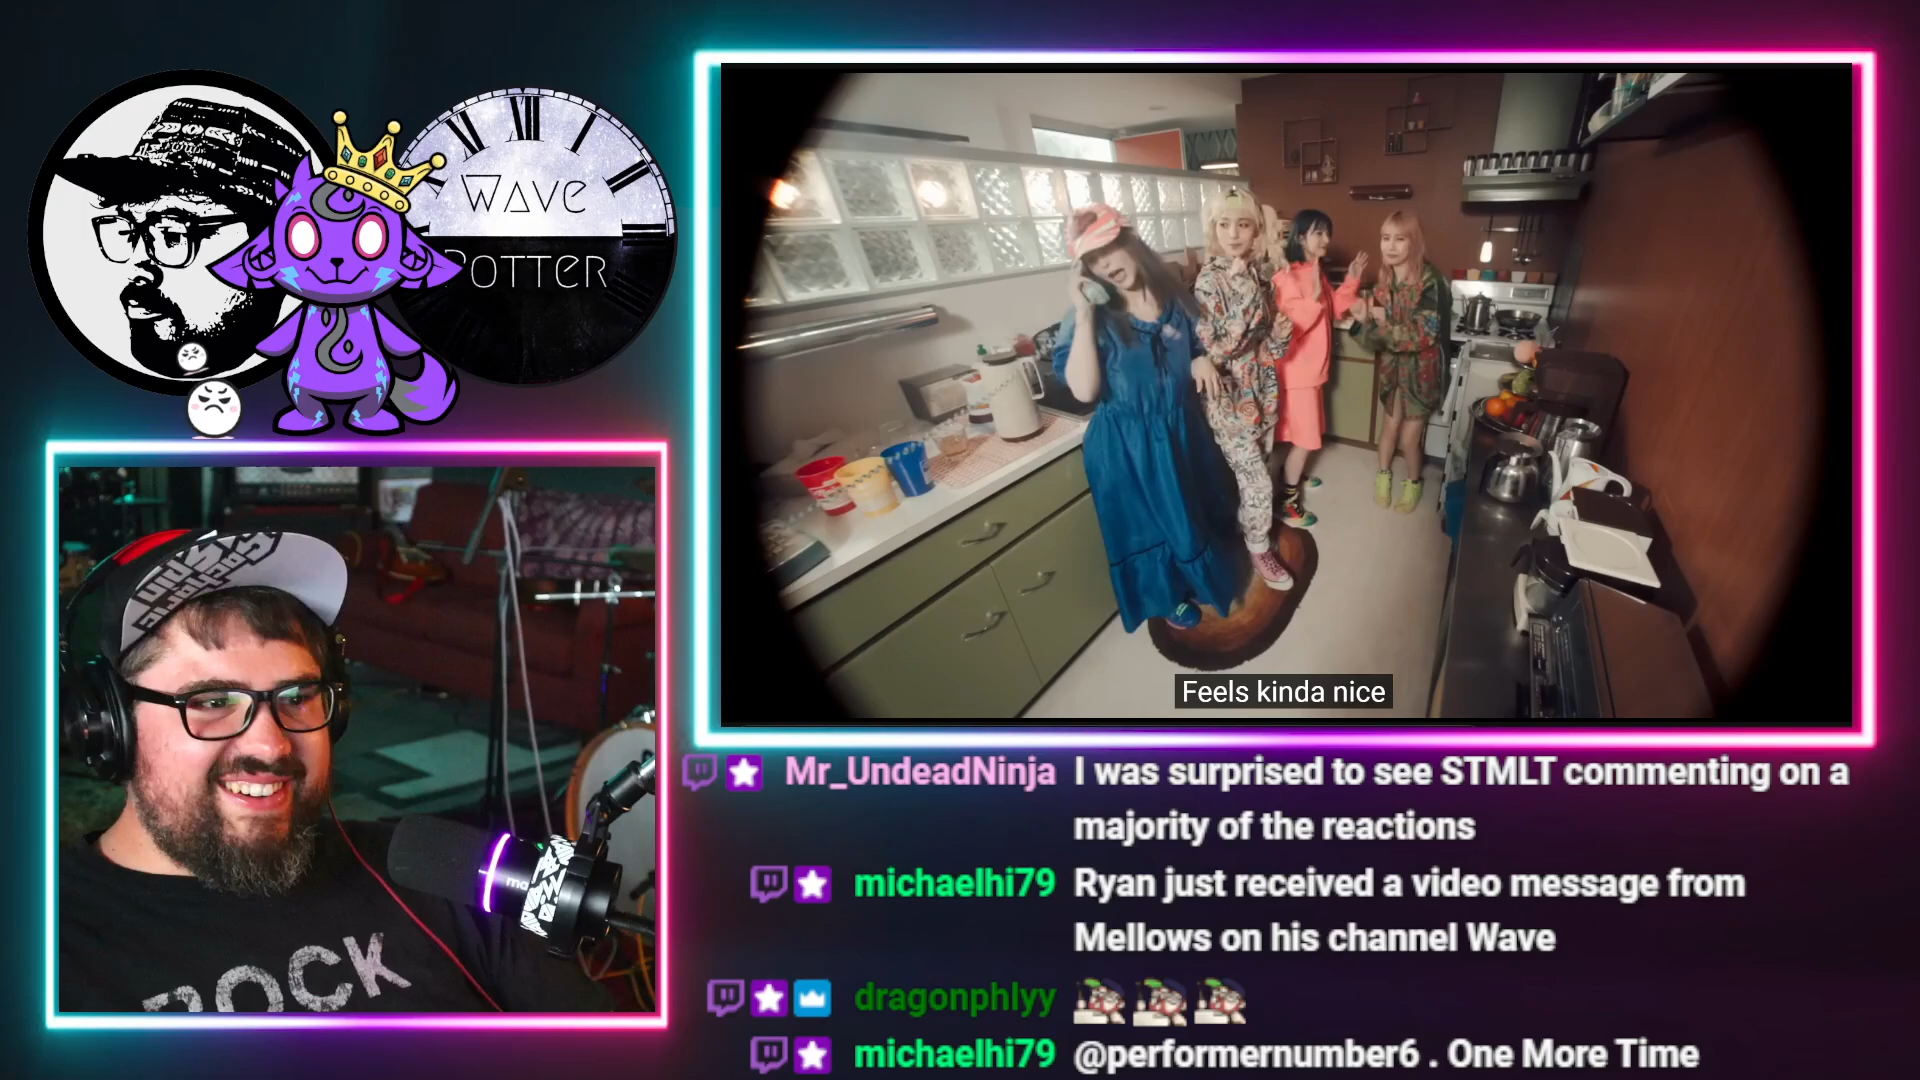 WAVE
POTTER
Feels kinda nice
Mr_UndeadNinja I was surprised to see STMLT commenting on a
majority of the reactions
michaelhi79 Ryan just received a video message from
Mellows on his channel Wave
dragonphlyy
michaelhi79 @performernumber6 . One More Time
ROCK